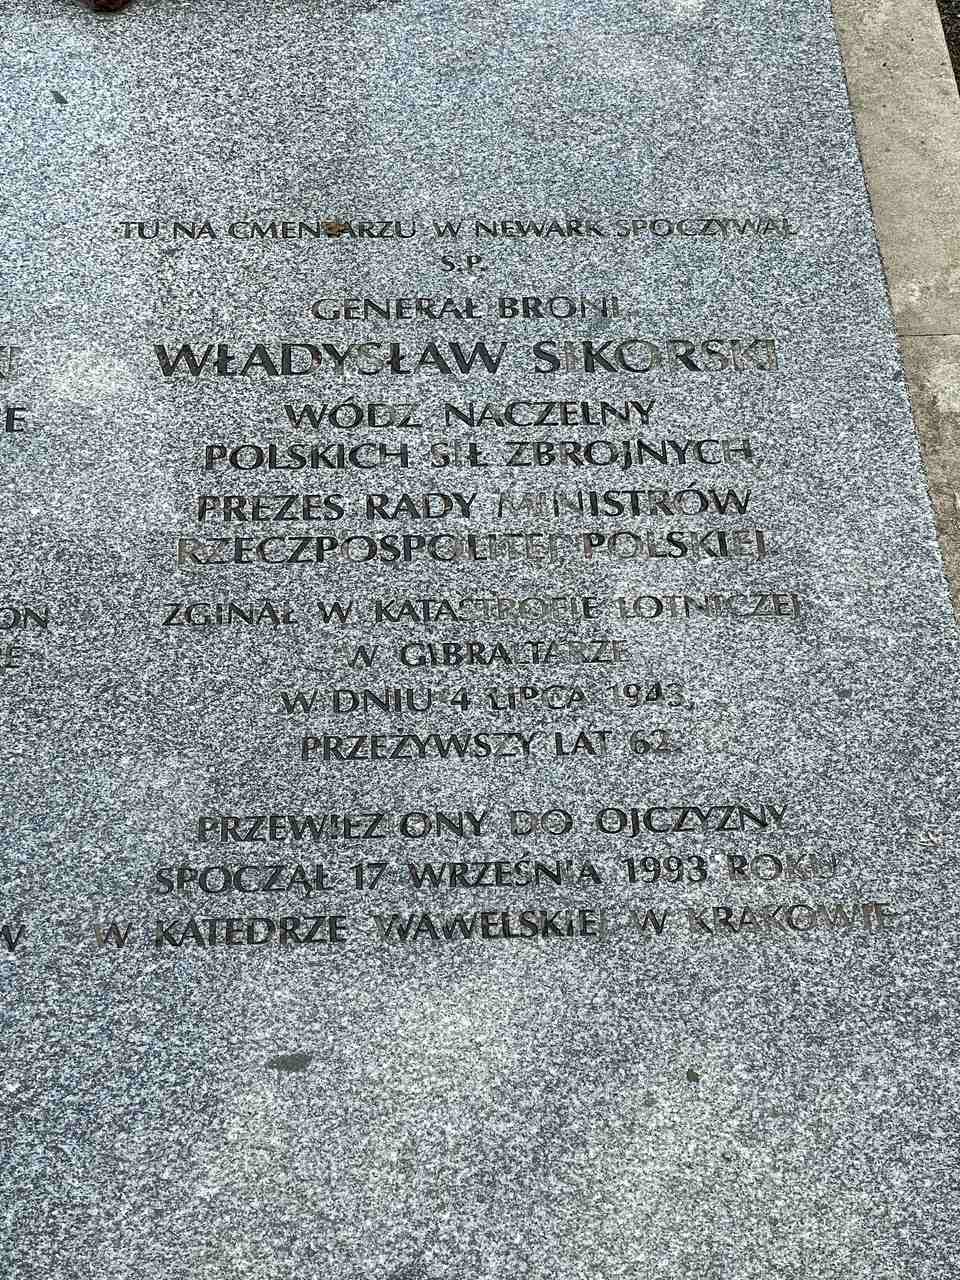 TU NA CMENTARZU W NEWARK SPOCZYWAŁ
Ś.P.
GENERAŁ BRONI
WŁADYSŁAW SIKORSKI
WÓDZ NACZELNY
POLSKICH SIŁ ZBROJNYCH,
PREZES RADY MINISTRÓW
RZECZPOSPOLITEJ POLSKIEJ.
ZGINĄŁ W KATASTROFIE LOTNICZEJ
W GIBRALTARZE
W DNIU 4 LIPCA 1943,
PRZEŻYWSZY LAT 62.
PRZEWIEZIONY DO OJCZYZNY
SPOCZĄŁ 17 WRZEŚNIA 1993 ROKU
W KATEDRZE WAWELSKIEJ W KRAKOWIE